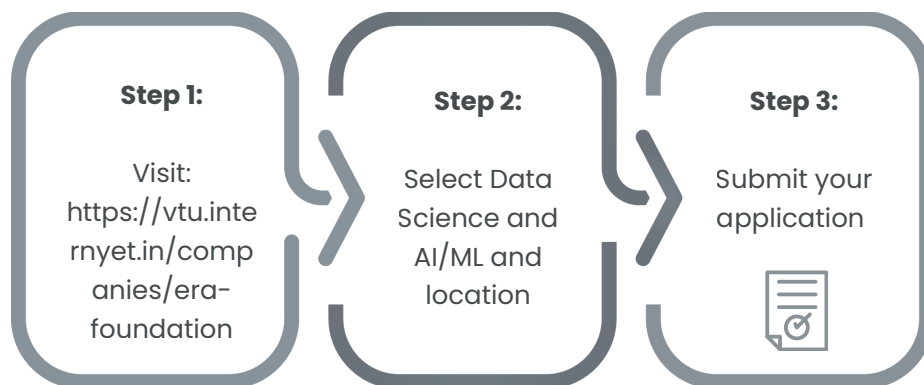 Step 1:
Visit:
https://vtu.inte
rnyet.in/comp
anies/era-
foundation
Step 2:
Select Data
Science and
AI/ML and
location
Step 3:
Submit your
application